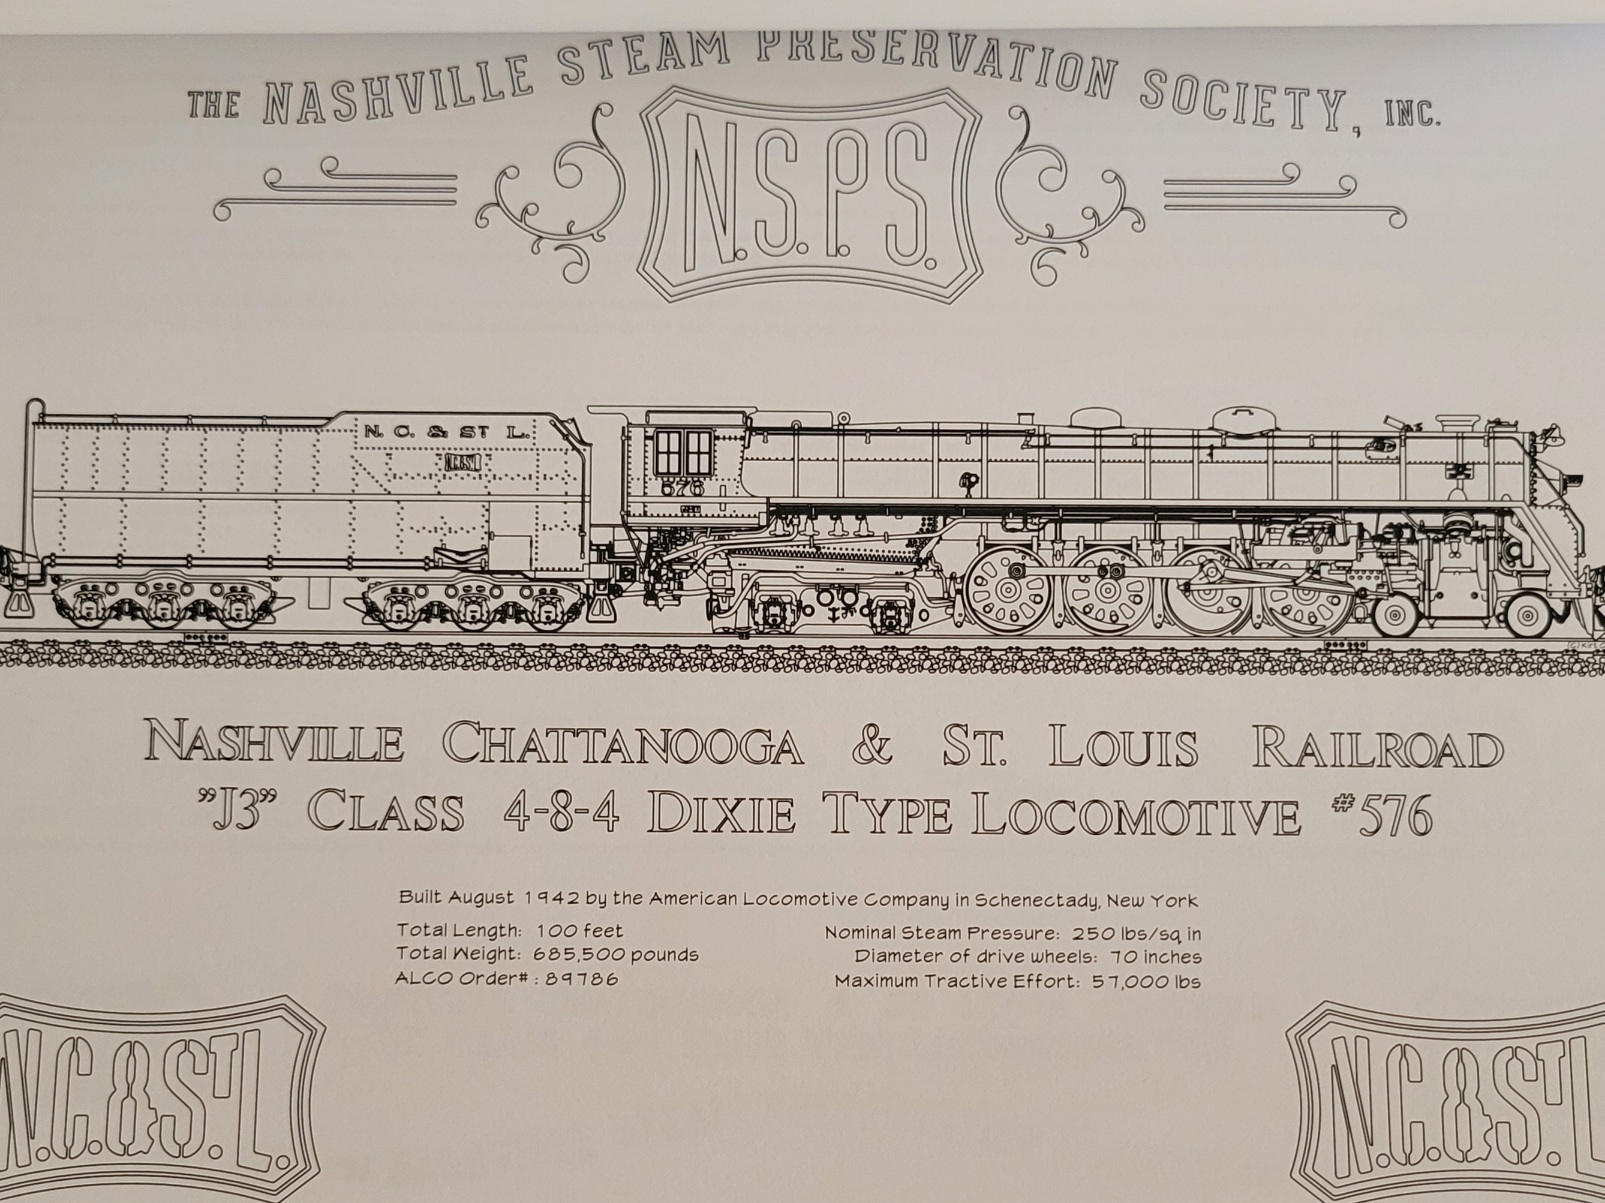 THE NASHVILLE STEAM PRESERVATION SOCIETY, INC.
N.S.P.S.
N. C. & ST L.
N.C.&ST.L.
576
NASHVILLE CHATTANOOGA & ST. LOUIS RAILROAD
"J3" CLASS 4-8-4 DIXIE TYPE LOCOMOTIVE #576
Built August 1942 by the American Locomotive Company in Schenectady, New York
Total Length: 100 feet
Total Weight: 685,500 pounds
ALCO Order# : 89786
Nominal Steam Pressure: 250 lbs/sq in
Diameter of drive wheels: 70 inches
Maximum Tractive Effort: 57,000 lbs
N.C.&ST.L.
N.C.&ST.L